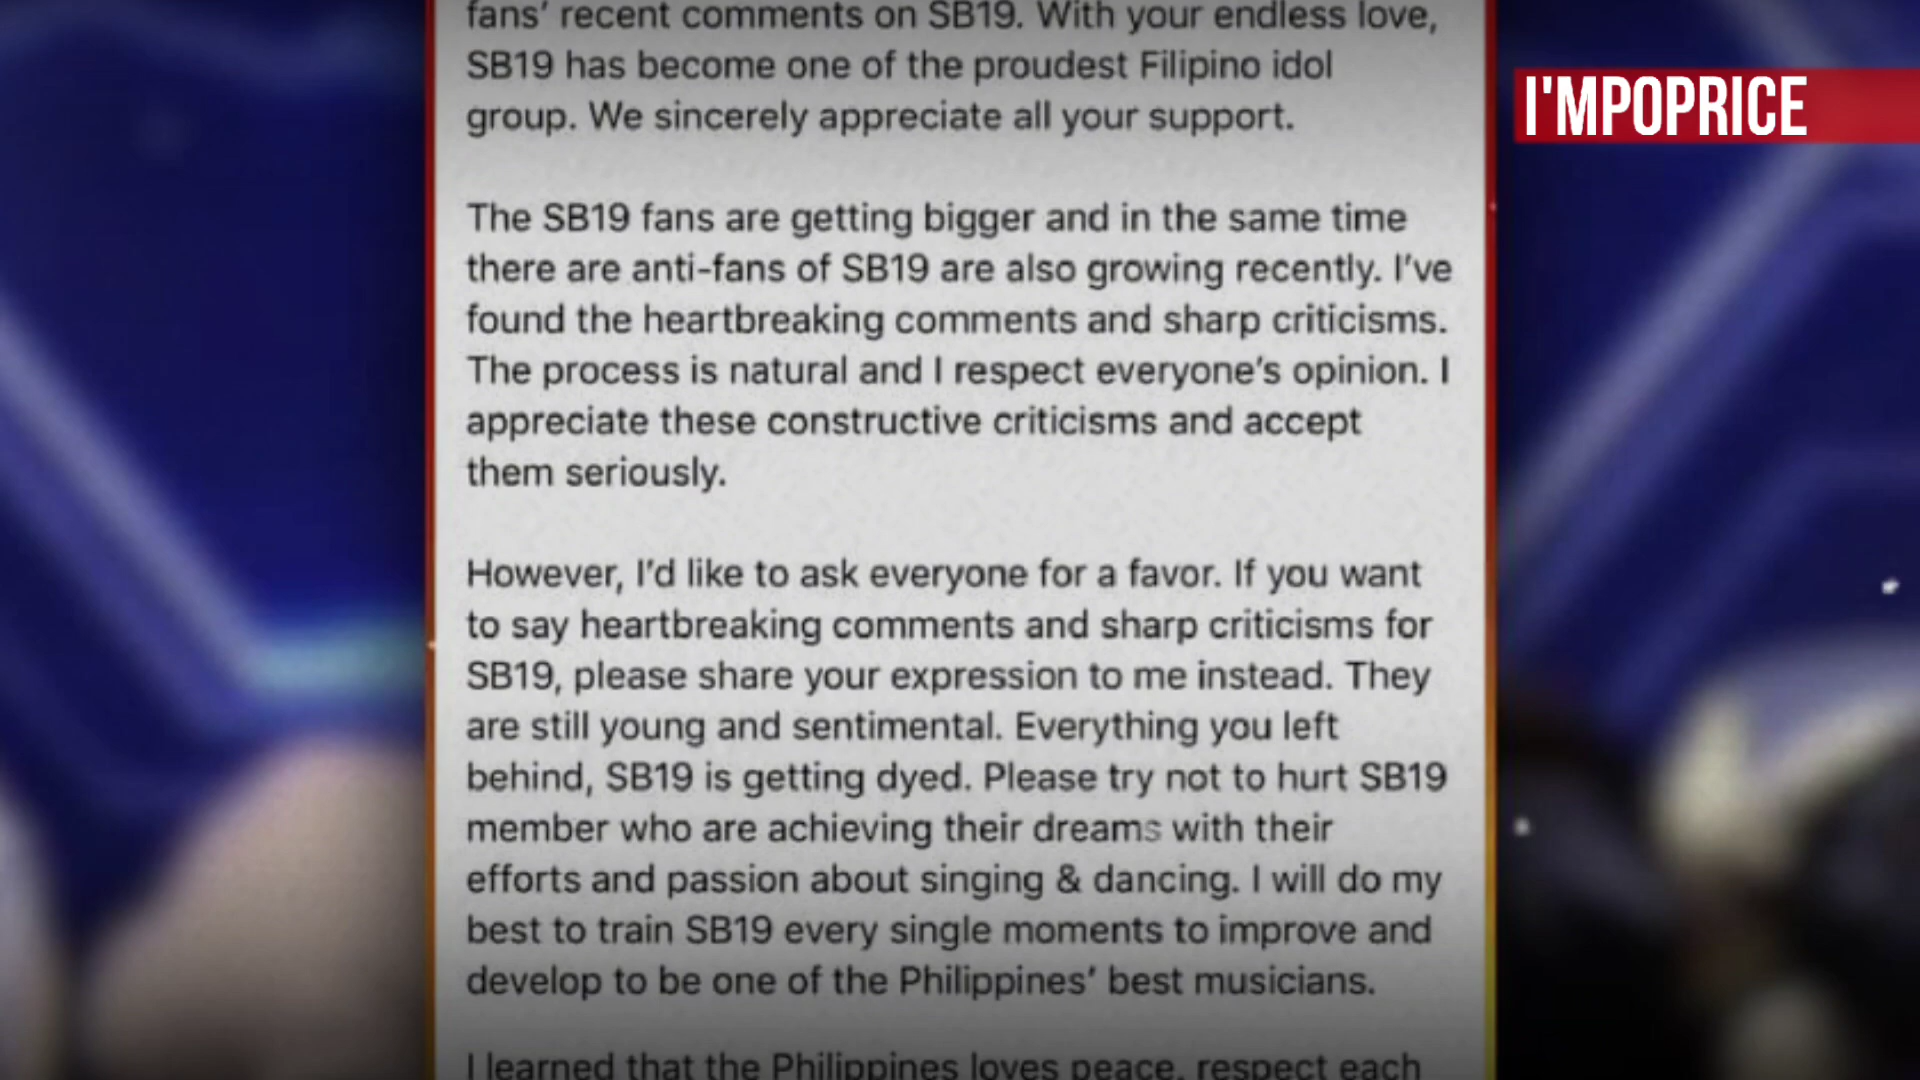 fans’ recent comments on SB19. With your endless love,
SB19 has become one of the proudest Filipino idol
group. We sincerely appreciate all your support.
I'MPOPRICE
The SB19 fans are getting bigger and in the same time
there are anti-fans of SB19 are also growing recently. I’ve
found the heartbreaking comments and sharp criticisms.
The process is natural and I respect everyone’s opinion. I
appreciate these constructive criticisms and accept
them seriously.
However, I’d like to ask everyone for a favor. If you want
to say heartbreaking comments and sharp criticisms for
SB19, please share your expression to me instead. They
are still young and sentimental. Everything you left
behind, SB19 is getting dyed. Please try not to hurt SB19
member who are achieving their dreams with their
efforts and passion about singing & dancing. I will do my
best to train SB19 every single moments to improve and
develop to be one of the Philippines’ best musicians.
I learned that the Philippines loves peace, respect each